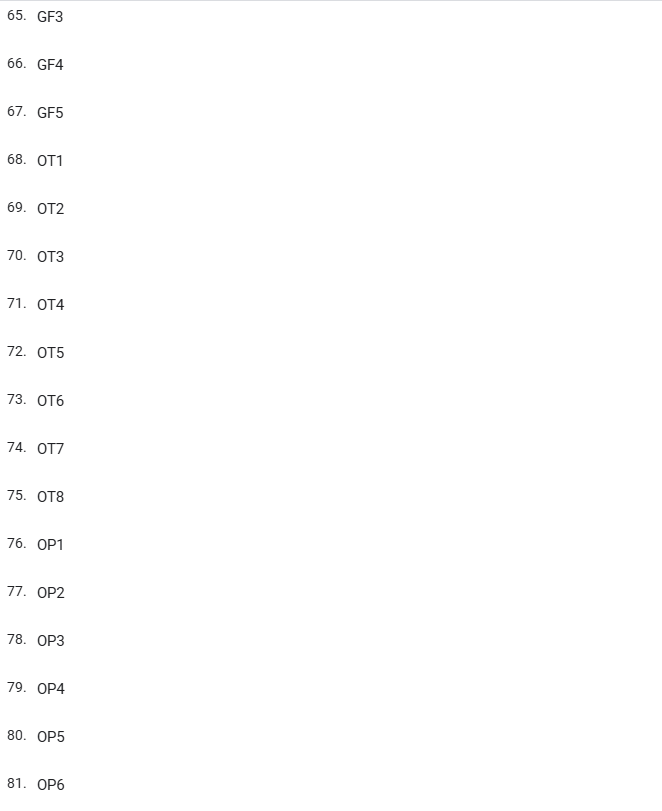 65. GF3
66. GF4
67. GF5
68. OT1
69. OT2
70. OT3
71. OT4
72. OT5
73. OT6
74. OT7
75. OT8
76. OP1
77. OP2
78. OP3
79. OP4
80. OP5
81. OP6